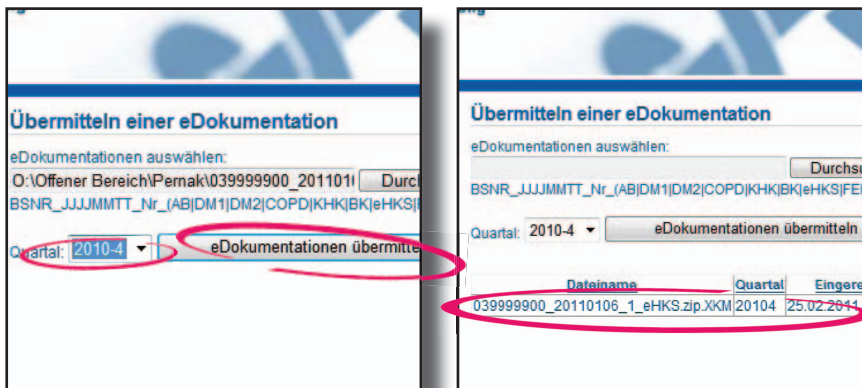 Übermitteln einer eDokumentation
eDokumentationen auswählen:
O:\Offener Bereich\Pernak\039999900_201101
Durcl
BSNR_JJJJMMTT_Nr_(AB|DM1|DM2|COPD|KHK|BK|eHKS|
Quartal: 2010-4 eDokumentationen übermitte
Übermitteln einer eDokumentation
eDokumentationen auswählen:
Durchsu
BSNR_JJJJMMTT_Nr_(AB|DM1|DM2|COPD|KHK|BK|eHKS|FE
Quartal: 2010-4 eDokumentationen übermitteln
Dateiname Quartal Eingere
039999900_20110106_1_eHKS.zip.XKM 20104 25.02.2011